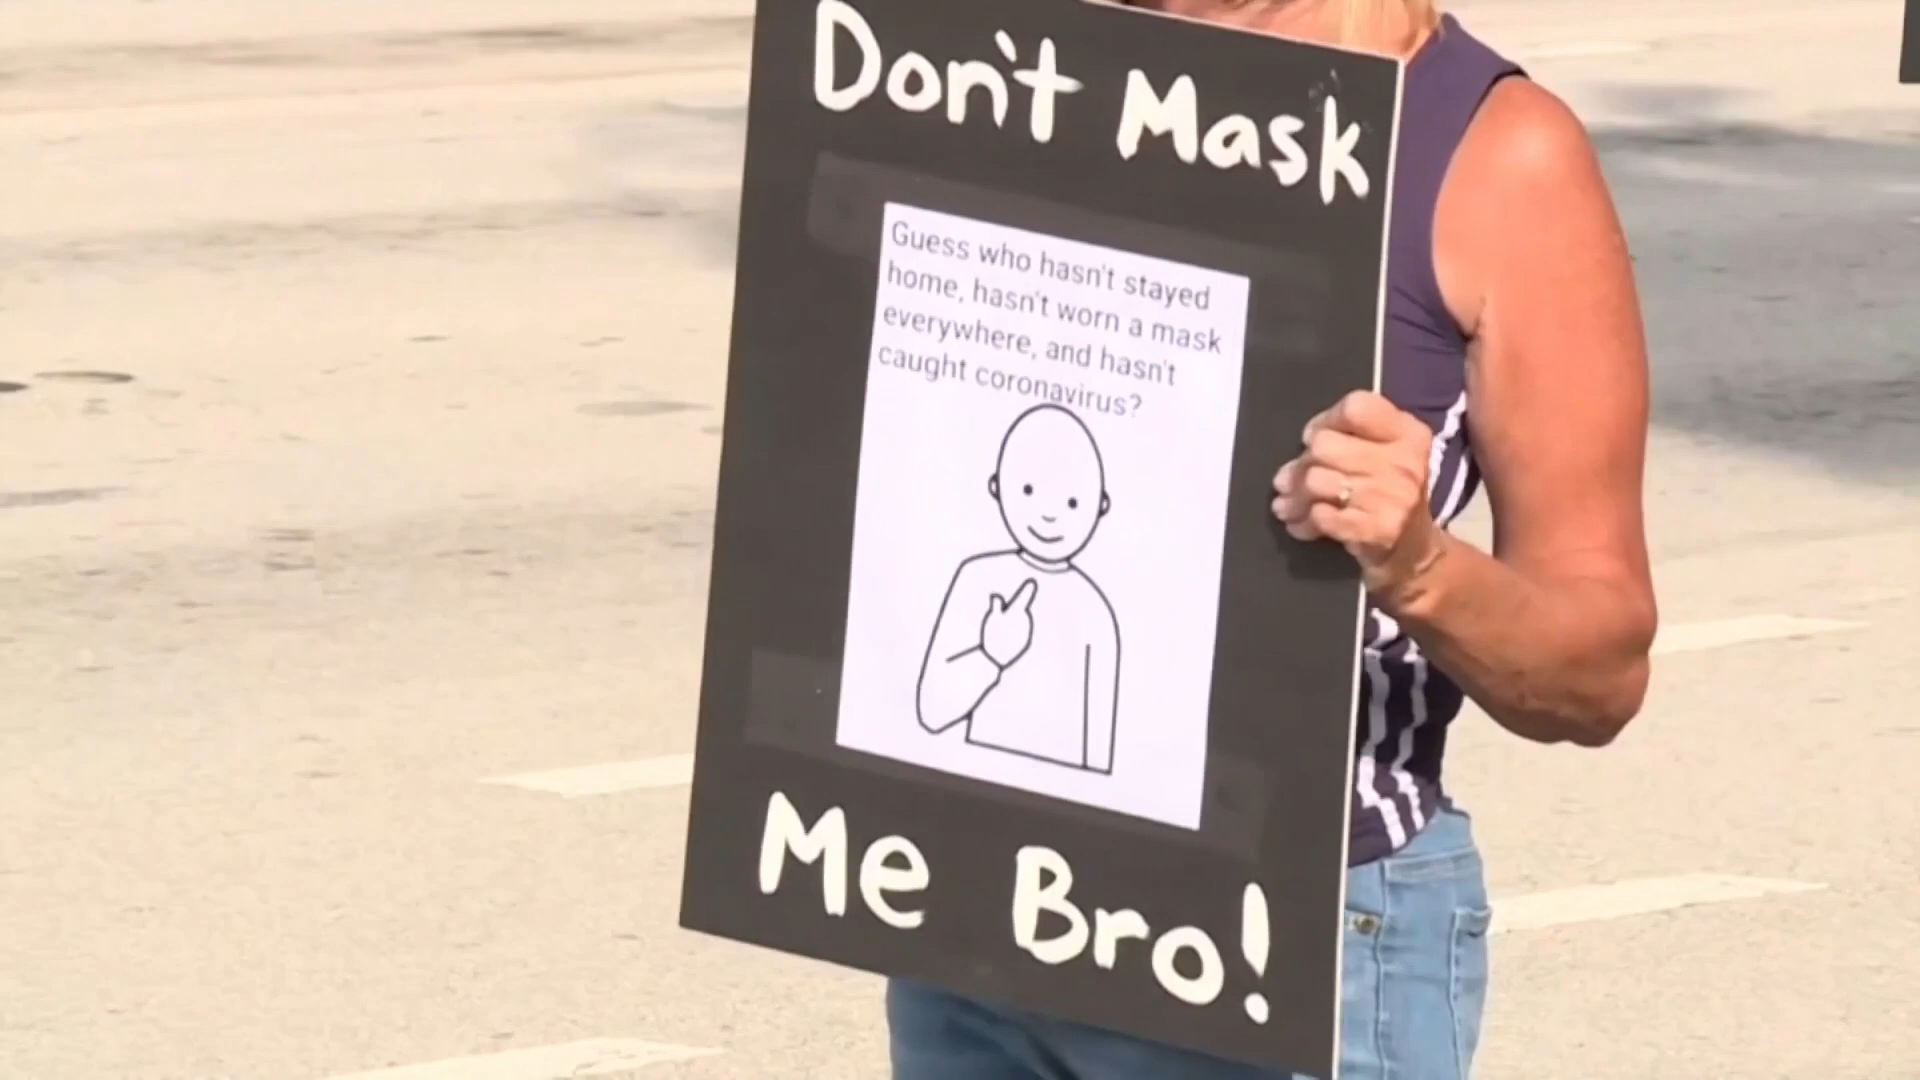 Don't Mask
Guess who hasn't stayed
home, hasn't worn a mask
everywhere, and hasn't
caught coronavirus?
Me Bro!